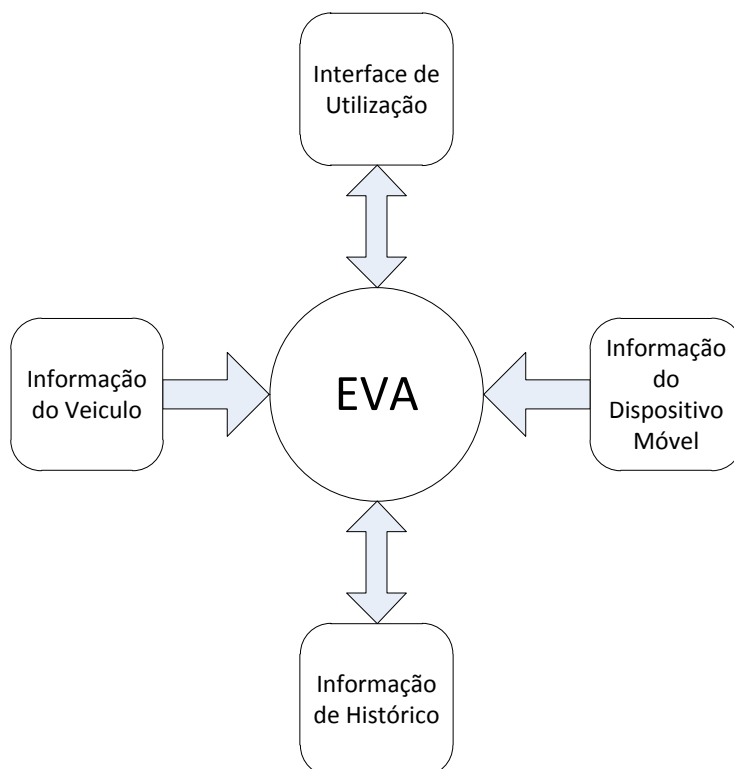 Interface de
Utilização
Informação
do Veiculo
EVA
Informação
do
Dispositivo
Móvel
Informação
de Histórico